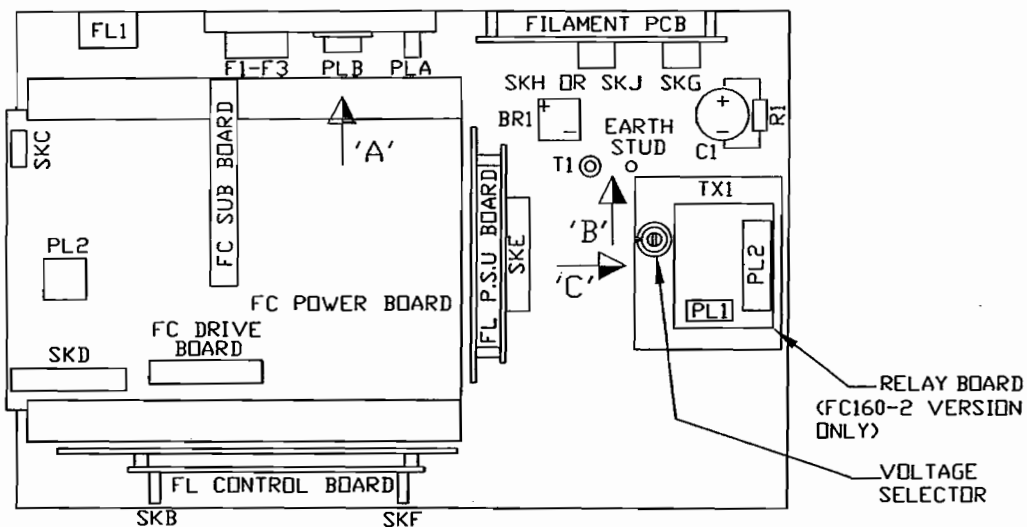 FL1
FILAMENT PCB
F1-F3
PLB
PLA
SKH OR SKJ
SKG
SKC
FC SUB BOARD
'A'
BR1
+
-
EARTH
STUD
T1
+
-
C1
R1
TX1
PL2
FL P.S.U BOARD
SKE
'B'
'C'
PL2
PL1
FC POWER BOARD
FC DRIVE
BOARD
SKD
RELAY BOARD
(FC160-2 VERSION
ONLY)
FL CONTROL BOARD
VOLTAGE
SELECTOR
SKB
SKF